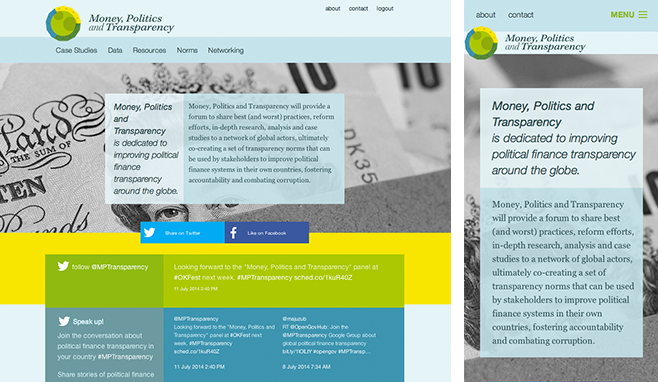 Money, Politics
and Transparency
about contact logout
Case Studies Data Resources Norms Networking
Money, Politics
and
Transparency
is dedicated to
improving political
finance
transparency
around the globe.
Money, Politics and Transparency will provide a
forum to share best (and worst) practices, reform
efforts, in-depth research, analysis and case
studies to a network of global actors, ultimately
co-creating a set of transparency norms that can
be used by stakeholders to improve political
finance systems in their own countries, fostering
accountability and combating corruption.
THE SUM OF
TEN
10
DK35
Share on Twitter
Like on Facebook
follow @MPTransparency
Looking forward to the "Money, Politics and Transparency" panel at
#OKFest next week. #MPTransparency sched.co/1kuR40Z
11 July 2014 2:40 PM
Speak up!
Join the conversation about
political finance transparency in
your country #MPTransparency
Share stories of political finance
@MPTransparency
Looking forward to the "Money, Politics and
Transparency" panel at #OKFest next week.
#MPTransparency
sched.co/1kuR40Z
11 July 2014 2:40 PM
@msjuzub
RT @OpenGovHub: Join the
@MPTransparency Google Group about
global political finance transparency
#opengov #MPTransp...
8 July 2014 7:34 AM
about contact MENU
Money, Politics
and Transparency
Money, Politics and
Transparency
is dedicated to improving
political finance transparency
around the globe.
Money, Politics and Transparency
will provide a forum to share best
(and worst) practices, reform efforts,
in-depth research, analysis and case
studies to a network of global actors,
ultimately co-creating a set of
transparency norms that can be used
by stakeholders to improve political
finance systems in their own
countries, fostering accountability
and combating corruption.